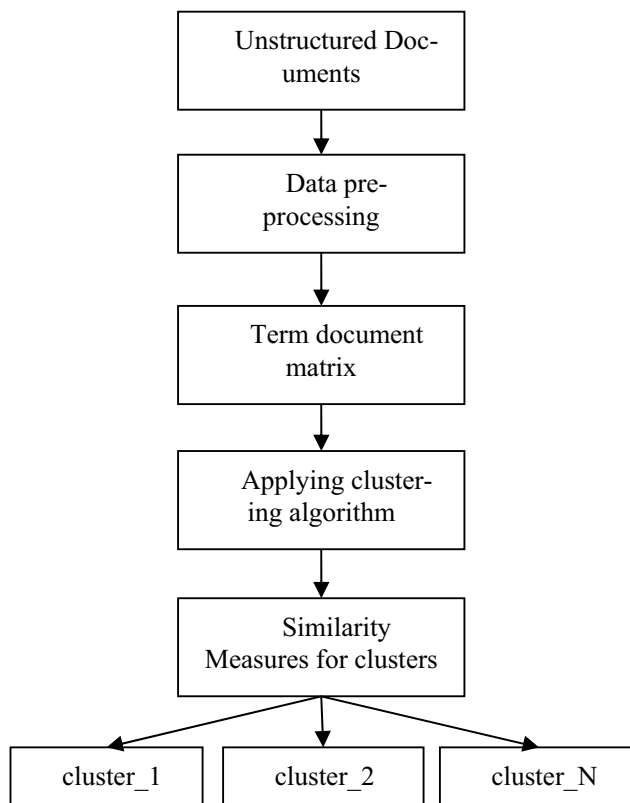 Unstructured Doc-
uments
Data pre-
processing
Term document
matrix
Applying cluster-
ing algorithm
Similarity
Measures for clusters
cluster_1
cluster_2
cluster_N